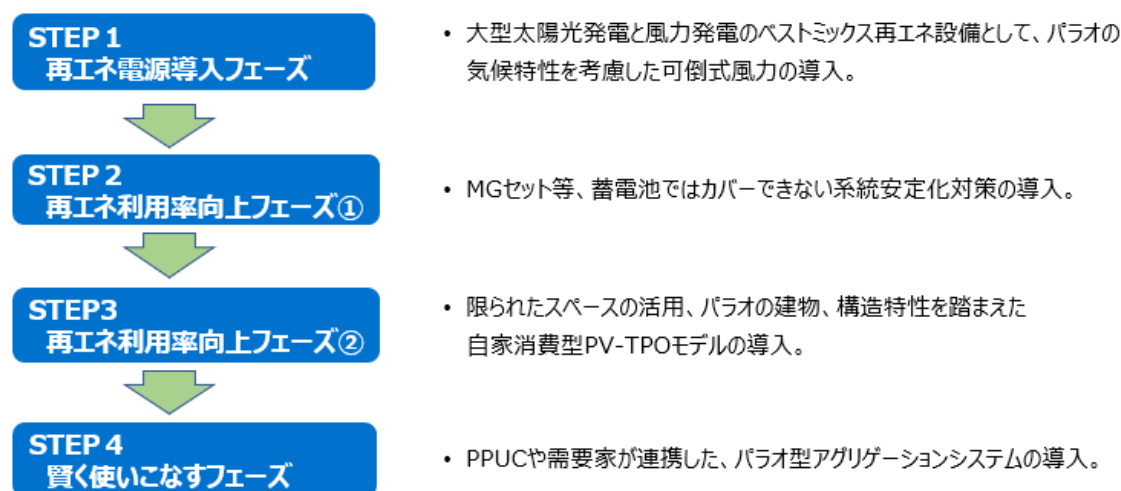 STEP 1
再エネ電源導入フェーズ
• 大型太陽光発電と風力発電のベストミックス再エネ設備として、パラオの
気候特性を考慮した可倒式風力の導入。
STEP 2
再エネ利用率向上フェーズ①
• MGセット等、蓄電池ではカバーできない系統安定化対策の導入。
STEP3
再エネ利用率向上フェーズ②
• 限られたスペースの活用、パラオの建物、構造特性を踏まえた
自家消費型PV-TPOモデルの導入。
STEP 4
賢く使いこなすフェーズ
• PPUCや需要家が連携した、パラオ型アグリゲーションシステムの導入。